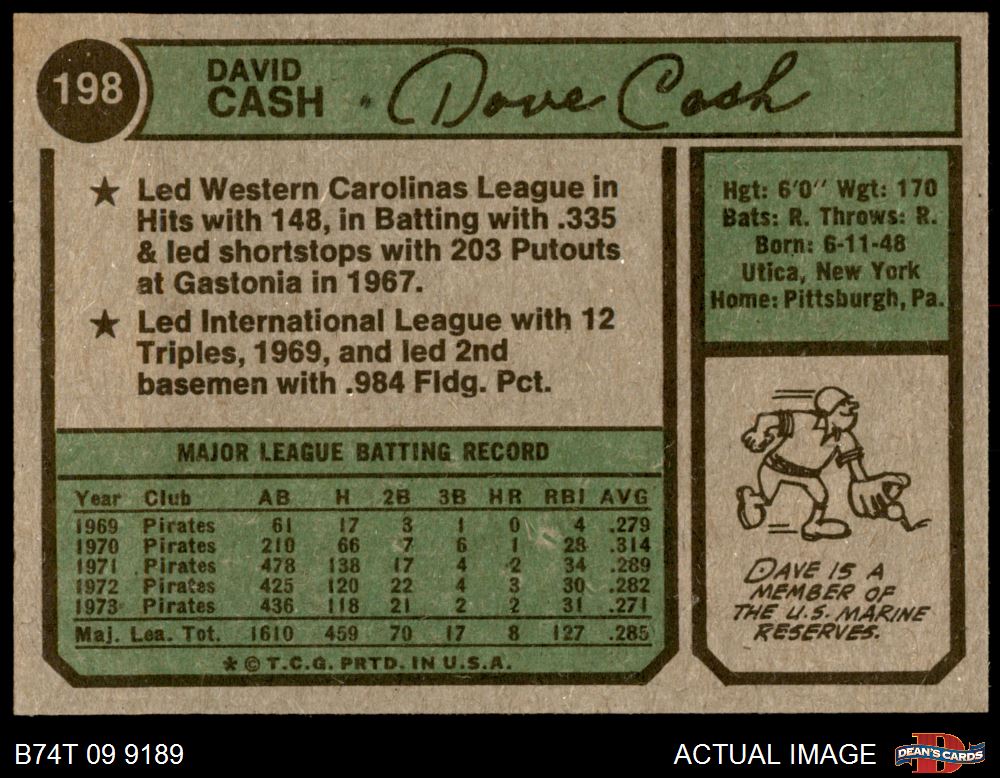 198
DAVID
CASH
Dave Cash
★ Led Western Carolinas League in
Hits with 148, in Batting with .335
& led shortstops with 203 Putouts
at Gastonia in 1967.
★ Led International League with 12
Triples, 1969, and led 2nd
basemen with .984 Fldg. Pct.
MAJOR LEAGUE BATTING RECORD
Year Club AB H 2B 3B HR RBI AVG
1969 Pirates 61 17 3 1 0 4 .279
1970 Pirates 210 66 7 6 1 28 .314
1971 Pirates 478 138 17 4 2 34 .289
1972 Pirates 425 120 22 4 3 30 .282
1973 Pirates 436 118 21 2 2 31 .271
Maj. Lea. Tot. 1610 459 70 17 8 127 .285
★ © T.C.G. PRTD. IN U.S.A.
Hgt: 6'0" Wgt: 170
Bats: R. Throws: R.
Born: 6-11-48
Utica, New York
Home: Pittsburgh, Pa.
DAVE IS A
MEMBER OF
THE U.S. MARINE
RESERVES.
B74T 09 9189
ACTUAL IMAGE
DEAN'S CARDS